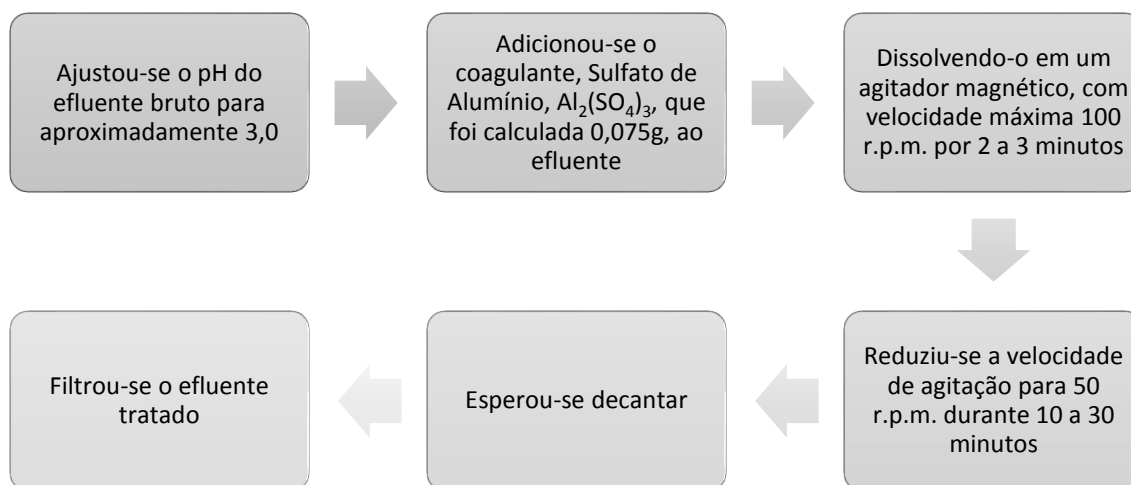 Ajustou-se o pH do
efluente bruto para
aproximadamente 3,0
Adicionou-se o
coagulante, Sulfato de
Alumínio, Al₂(SO₄)₃, que
foi calculada 0,075g, ao
efluente
Dissolvendo-o em um
agitador magnético, com
velocidade máxima 100
r.p.m. por 2 a 3 minutos
Reduziu-se a velocidade
de agitação para 50
r.p.m. durante 10 a 30
minutos
Esperou-se decantar
Filtrou-se o efluente
tratado